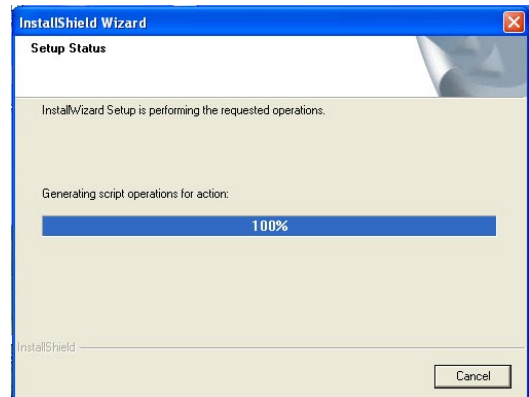 InstallShield Wizard
Setup Status
InstallWizard Setup is performing the requested operations.
Generating script operations for action:
100%
InstallShield
Cancel